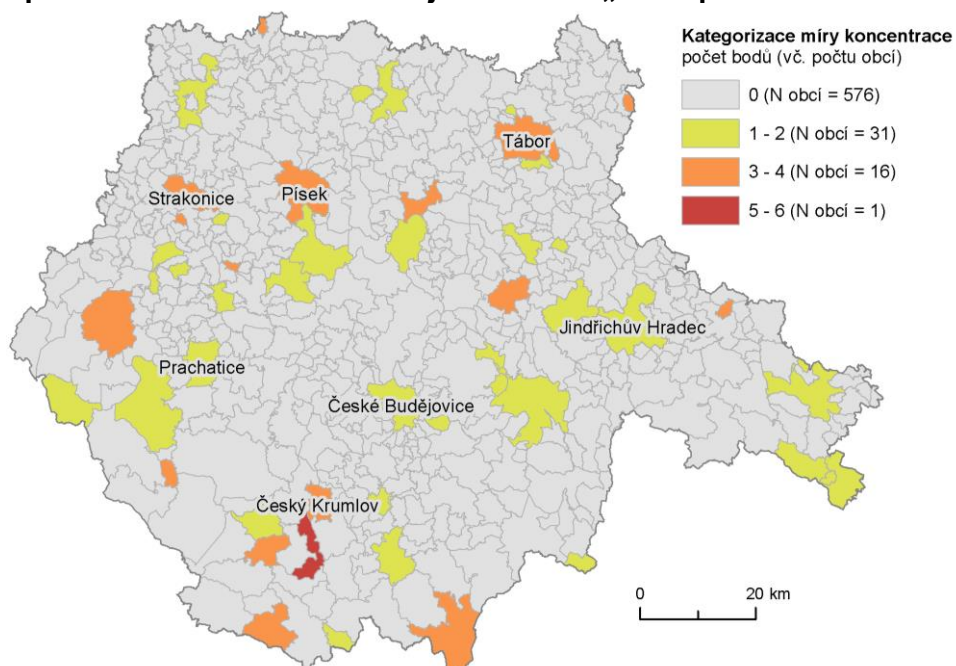 Kategorizace míry koncentrace
počet bodů (vč. počtu obcí)
0 (N obcí = 576)
1 - 2 (N obcí = 31)
3 - 4 (N obcí = 16)
5 - 6 (N obcí = 1)
Tábor
Písek
Strakonice
Jindřichův Hradec
Prachatice
České Budějovice
Český Krumlov
0 20 km